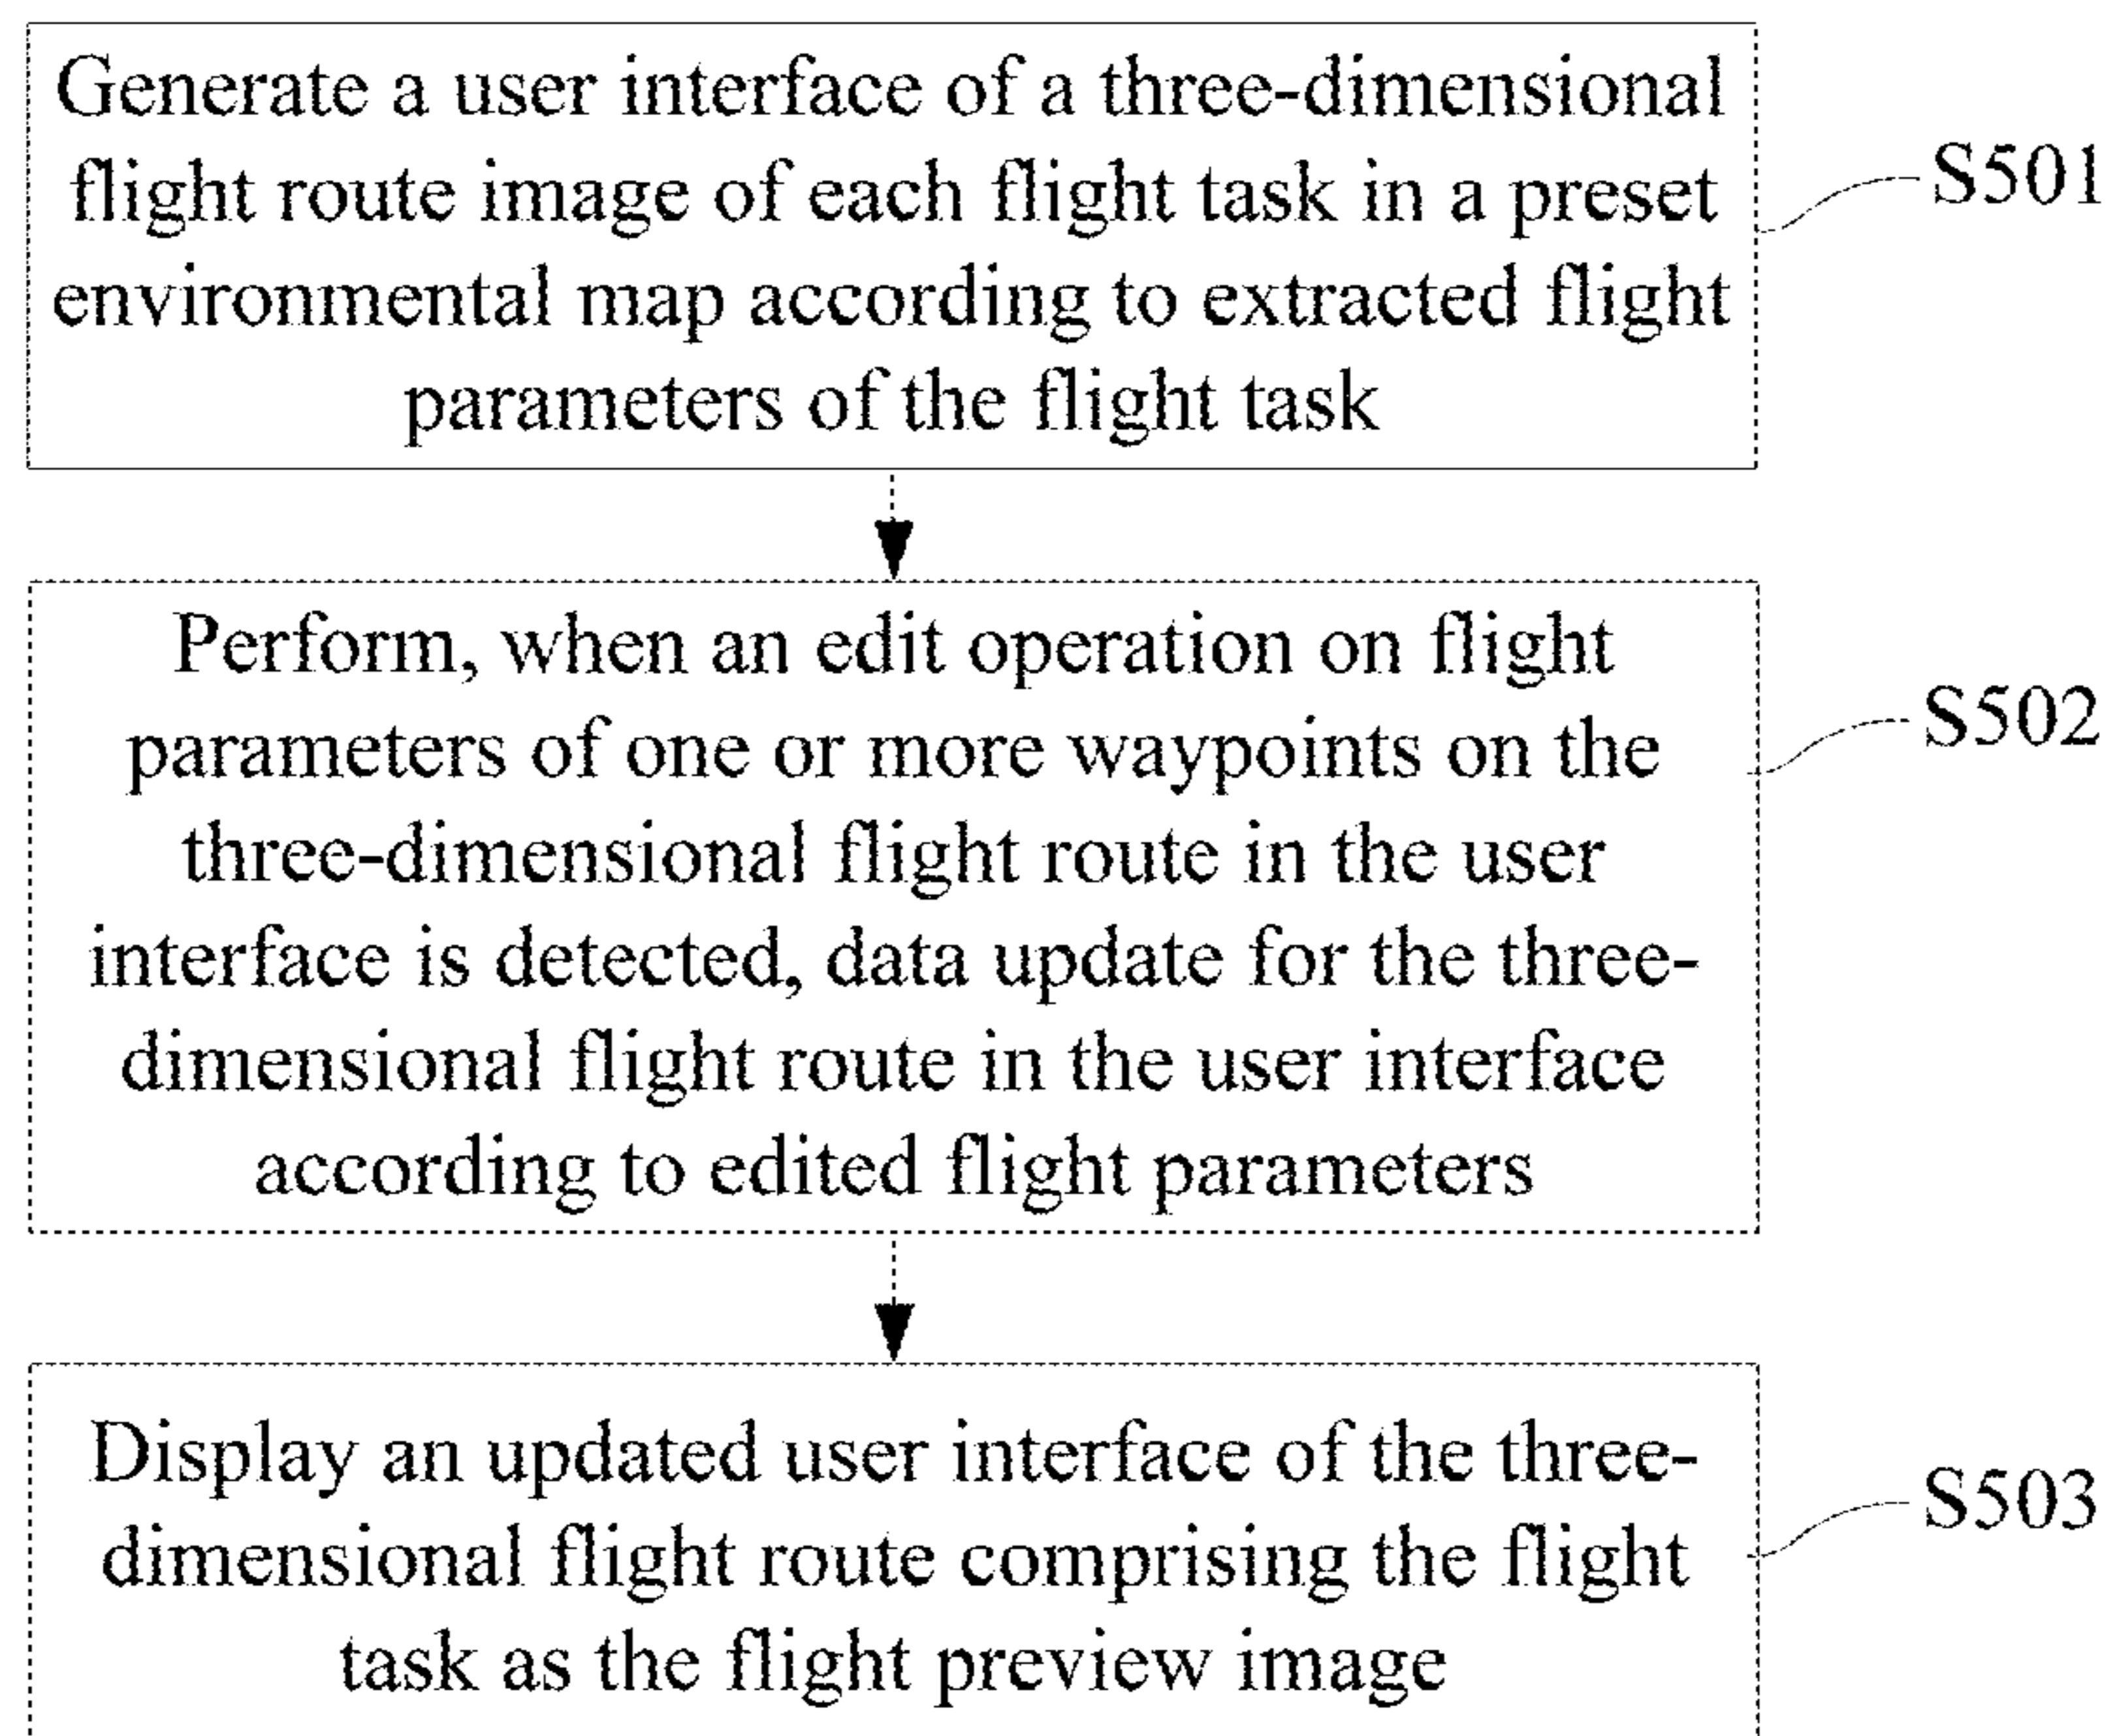 Generate a user interface of a three-dimensional
flight route image of each flight task in a preset
environmental map according to extracted flight
parameters of the flight task
S501
Perform, when an edit operation on flight
parameters of one or more waypoints on the
three-dimensional flight route in the user
interface is detected, data update for the three-
dimensional flight route in the user interface
according to edited flight parameters
S502
Display an updated user interface of the three-
dimensional flight route comprising the flight
task as the flight preview image
S503